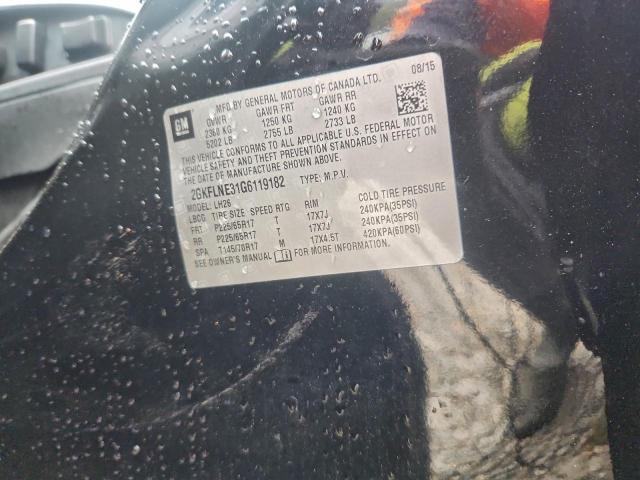 GM
MFG BY GENERAL MOTORS OF CANADA LTD. 08/15
GVWR GAWR FRT GAWR RR
2360 KG 1250 KG 1240 KG
5202 LB 2755 LB 2733 LB
THIS VEHICLE CONFORMS TO ALL APPLICABLE U.S. FEDERAL MOTOR
VEHICLE SAFETY AND THEFT PREVENTION STANDARDS IN EFFECT ON
THE DATE OF MANUFACTURE SHOWN ABOVE.
2GKFLNE31G6119182 TYPE: M.P.V.
MODEL: LH26
LBCG TIRE SIZE SPEED RTG RIM COLD TIRE PRESSURE
FRT P225/65R17 T 17X7J 240KPA(35PSI)
RR P225/65R17 T 17X7J 240KPA(35PSI)
SPA T145/70R17 M 17X4.5T 420KPA(60PSI)
SEE OWNER'S MANUAL FOR MORE INFORMATION.